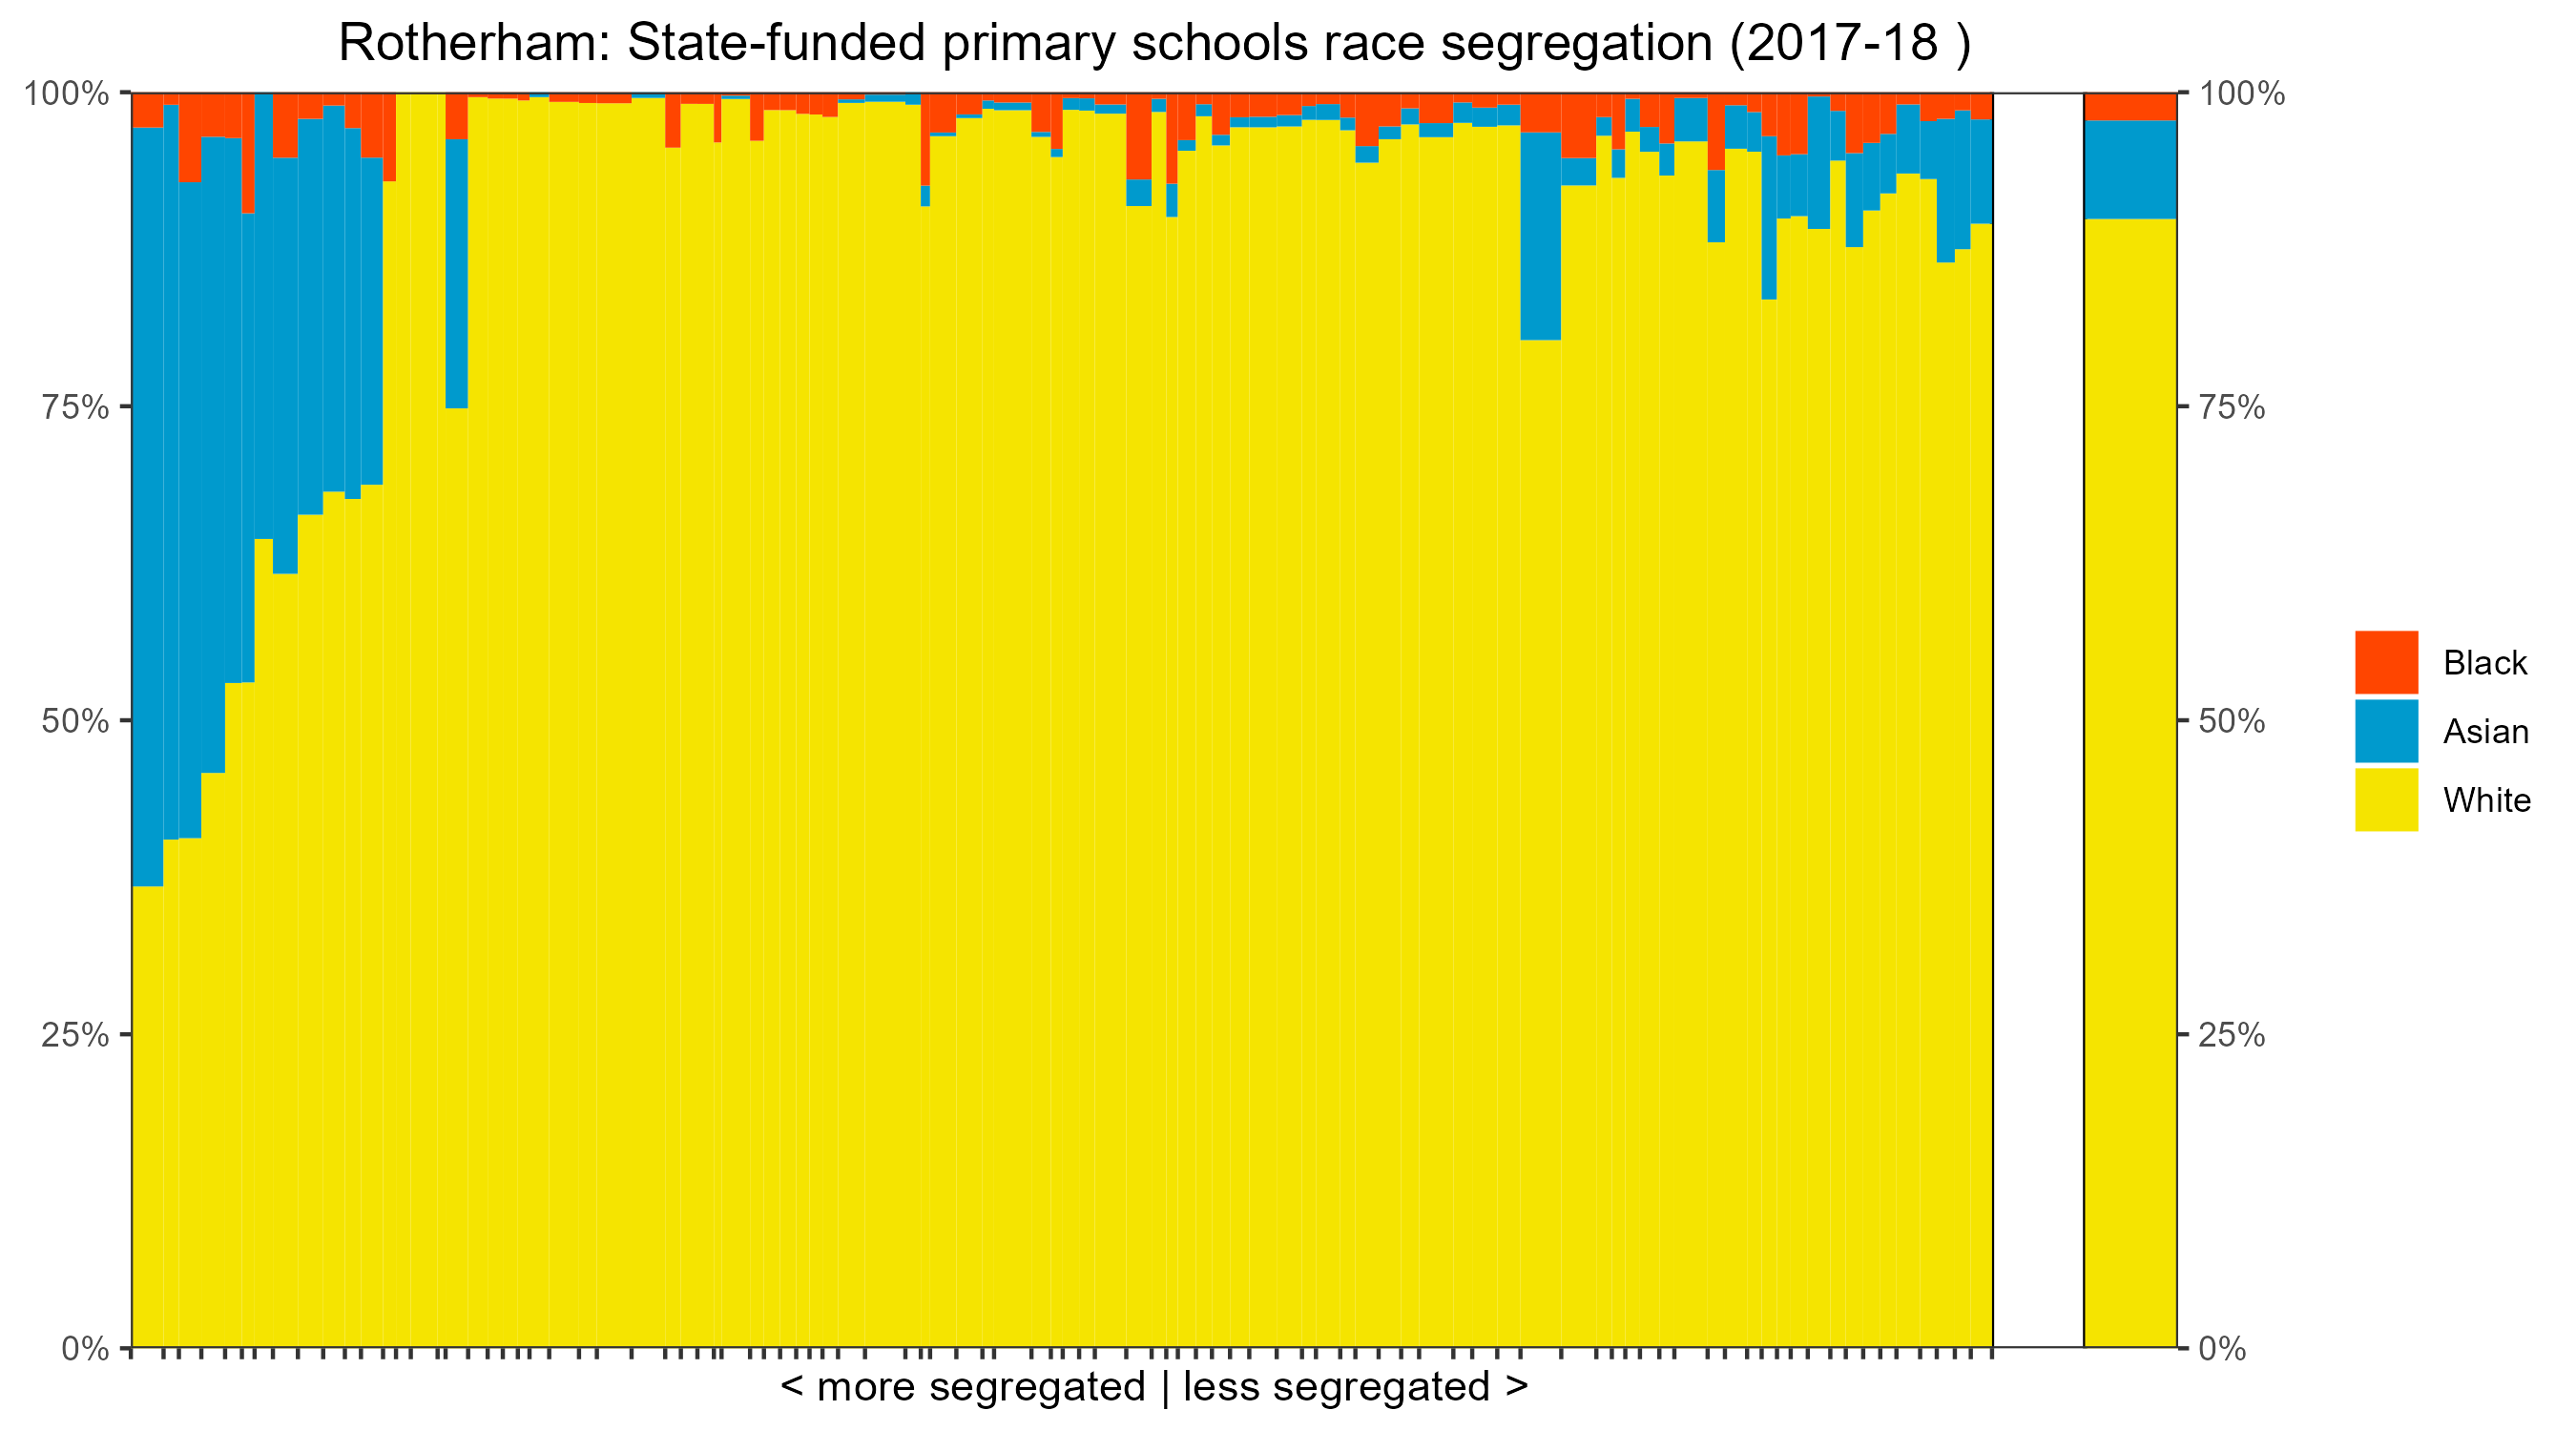 Rotherham: State-funded primary schools race segregation (2017-18 )
100%
75%
50%
25%
0%
100%
75%
50%
25%
0%
< more segregated | less segregated >
Black
Asian
White